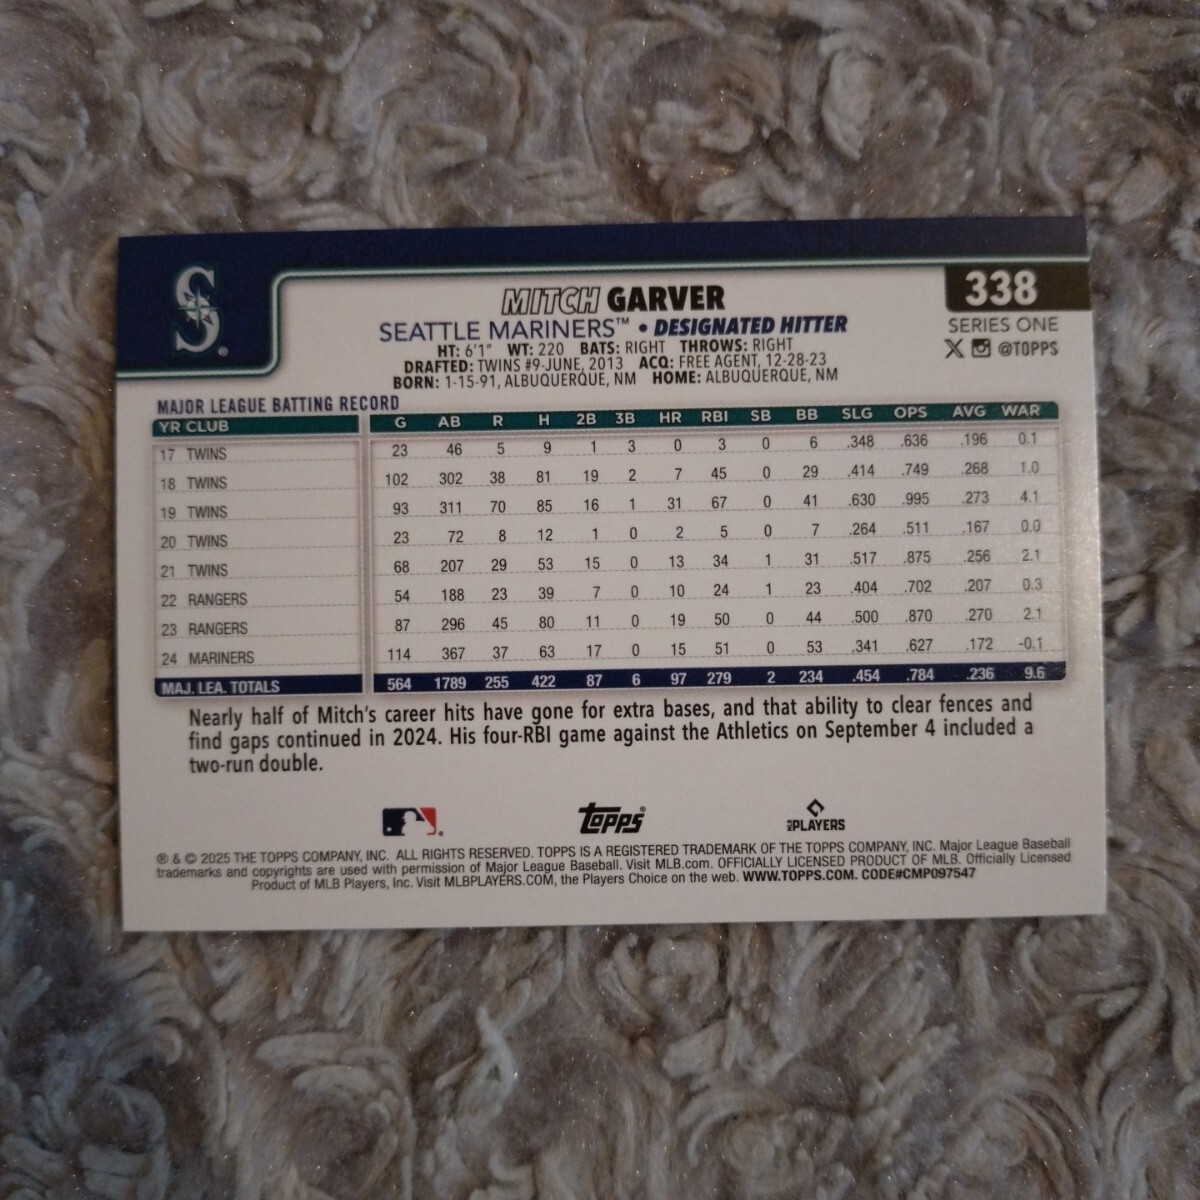 S
338
MITCH GARVER
SERIES ONE
SEATTLE MARINERS™ • DESIGNATED HITTER
@TOPPS
HT: 6'1" WT: 220 BATS: RIGHT THROWS: RIGHT
DRAFTED: TWINS #9-JUNE, 2013 ACQ: FREE AGENT, 12-28-23
BORN: 1-15-91, ALBUQUERQUE, NM HOME: ALBUQUERQUE, NM
MAJOR LEAGUE BATTING RECORD
YR CLUB G AB R H 2B 3B HR RBI SB BB SLG OPS AVG WAR
17 TWINS 23 46 5 9 1 3 0 3 0 6 .348 .636 .196 0.1
18 TWINS 102 302 38 81 19 2 7 45 0 29 .414 .749 .268 1.0
19 TWINS 93 311 70 85 16 1 31 67 0 41 .630 .995 .273 4.1
20 TWINS 23 72 8 12 1 0 2 5 0 7 .264 .511 .167 0.0
21 TWINS 68 207 29 53 15 0 13 34 1 31 .517 .875 .256 2.1
22 RANGERS 54 188 23 39 7 0 10 24 1 23 .404 .702 .207 0.3
23 RANGERS 87 296 45 80 11 0 19 50 0 44 .500 .870 .270 2.1
24 MARINERS 114 367 37 63 17 0 15 51 0 53 .341 .627 .172 -0.1
MAJ. LEA. TOTALS 564 1789 255 422 87 6 97 279 2 234 .454 .784 .236 9.6
Nearly half of Mitch's career hits have gone for extra bases, and that ability to clear fences and
find gaps continued in 2024. His four-RBI game against the Athletics on September 4 included a
two-run double.
Topps®
MLB PLAYERS
® & © 2025 THE TOPPS COMPANY, INC. ALL RIGHTS RESERVED. TOPPS IS A REGISTERED TRADEMARK OF THE TOPPS COMPANY, INC. Major League Baseball
trademarks and copyrights are used with permission of Major League Baseball. Visit MLB.com. OFFICIALLY LICENSED PRODUCT OF MLB. Officially Licensed
Product of MLB Players, Inc. Visit MLBPLAYERS.COM, the Players Choice on the web. WWW.TOPPS.COM. CODE#CMP097547